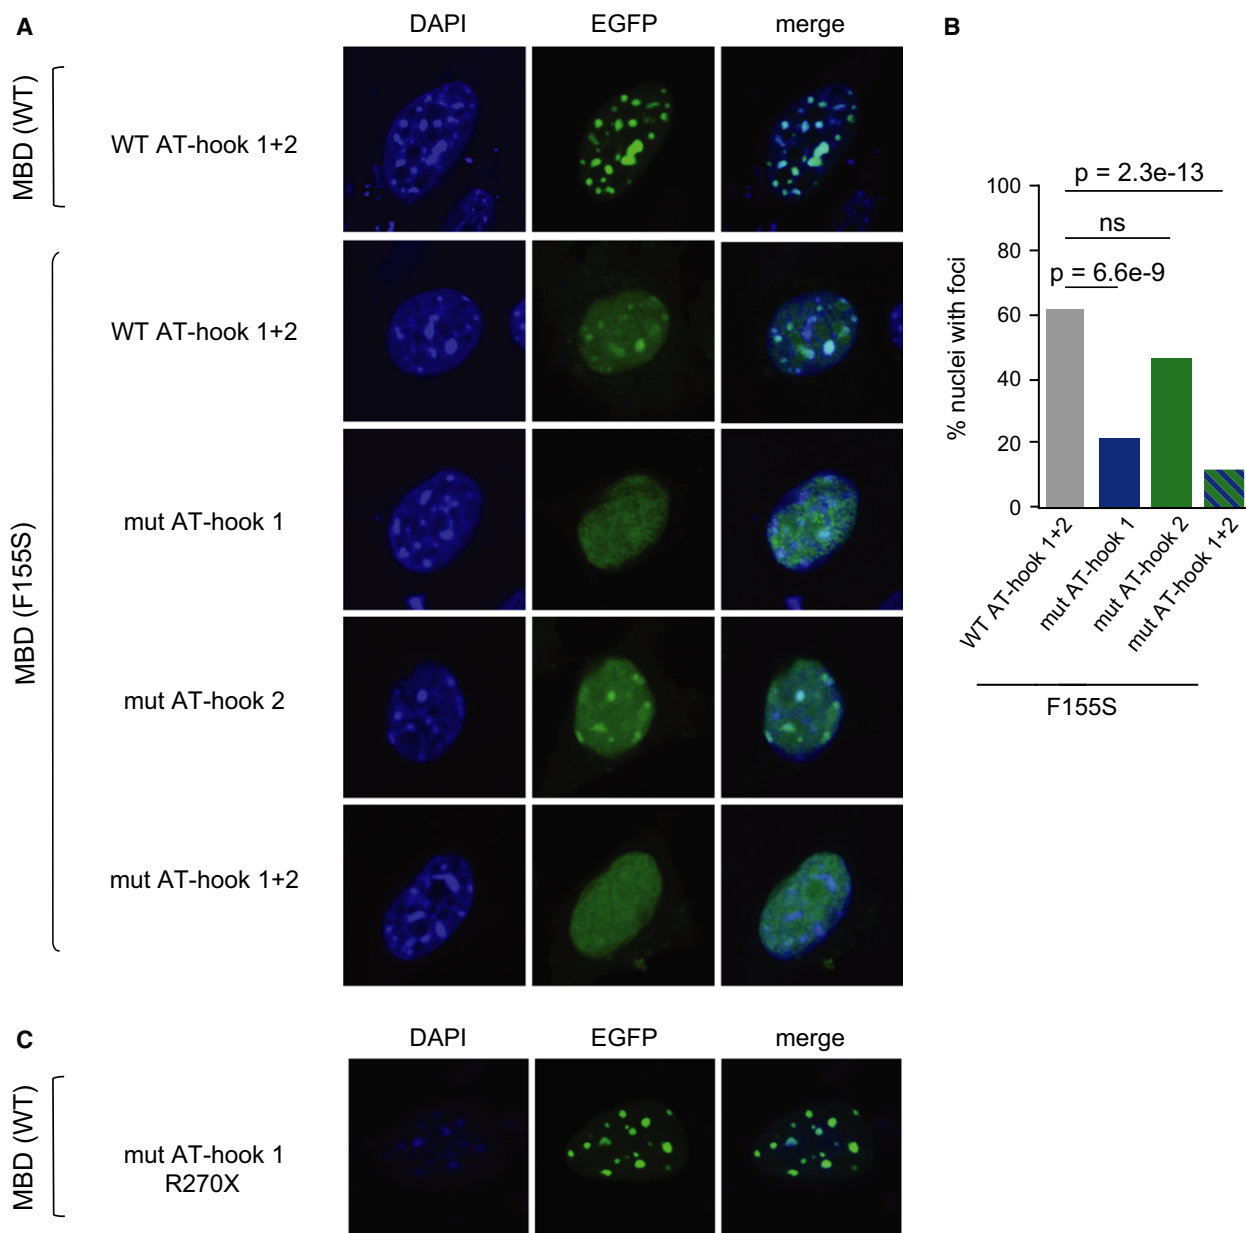 A
DAPI
EGFP
merge
MBD (WT)
WT AT-hook 1+2
MBD (F155S)
WT AT-hook 1+2
mut AT-hook 1
mut AT-hook 2
mut AT-hook 1+2
B
% nuclei with foci
100
80
60
40
20
0
p = 2.3e-13
ns
p = 6.6e-9
WT AT-hook 1+2
mut AT-hook 1
mut AT-hook 2
mut AT-hook 1+2
F155S
C
DAPI
EGFP
merge
MBD (WT)
mut AT-hook 1
R270X